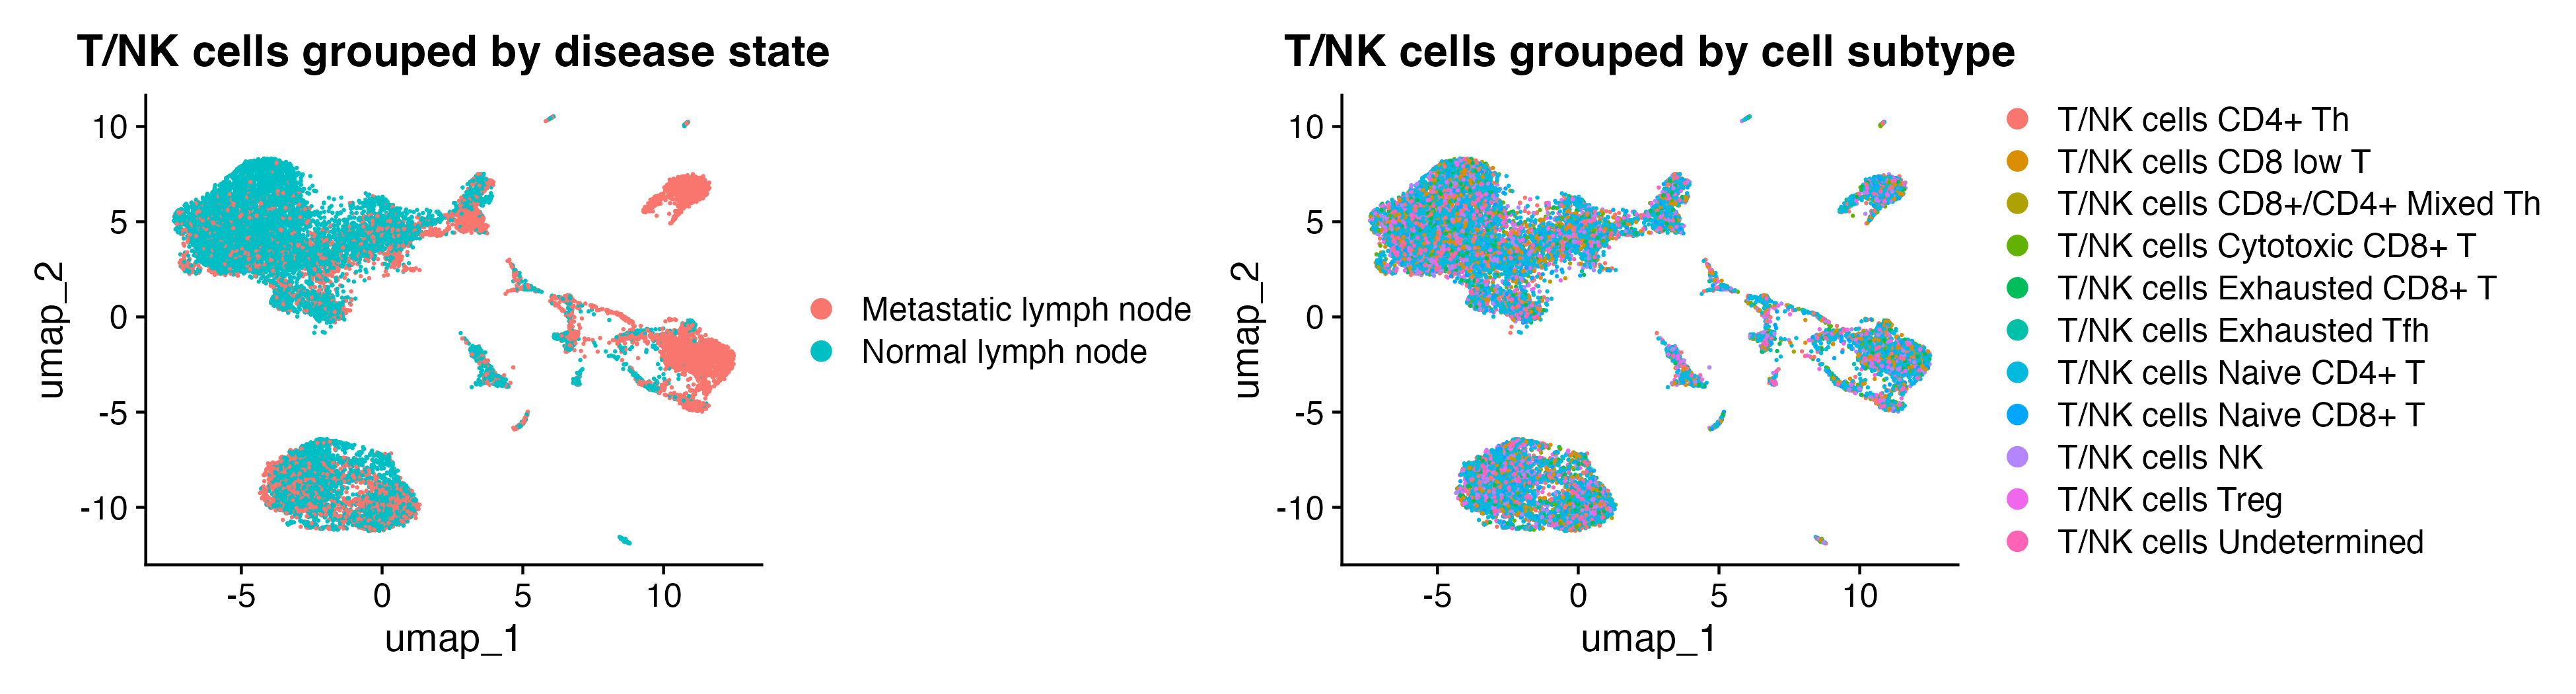 T/NK cells grouped by disease state
10
5
0
-5
-10
umap_2
-5
0
5
10
umap_1
Metastatic lymph node
Normal lymph node
T/NK cells grouped by cell subtype
10
5
0
-5
-10
umap_2
-5
0
5
10
umap_1
T/NK cells CD4+ Th
T/NK cells CD8 low T
T/NK cells CD8+/CD4+ Mixed Th
T/NK cells Cytotoxic CD8+ T
T/NK cells Exhausted CD8+ T
T/NK cells Exhausted Tfh
T/NK cells Naive CD4+ T
T/NK cells Naive CD8+ T
T/NK cells NK
T/NK cells Treg
T/NK cells Undetermined